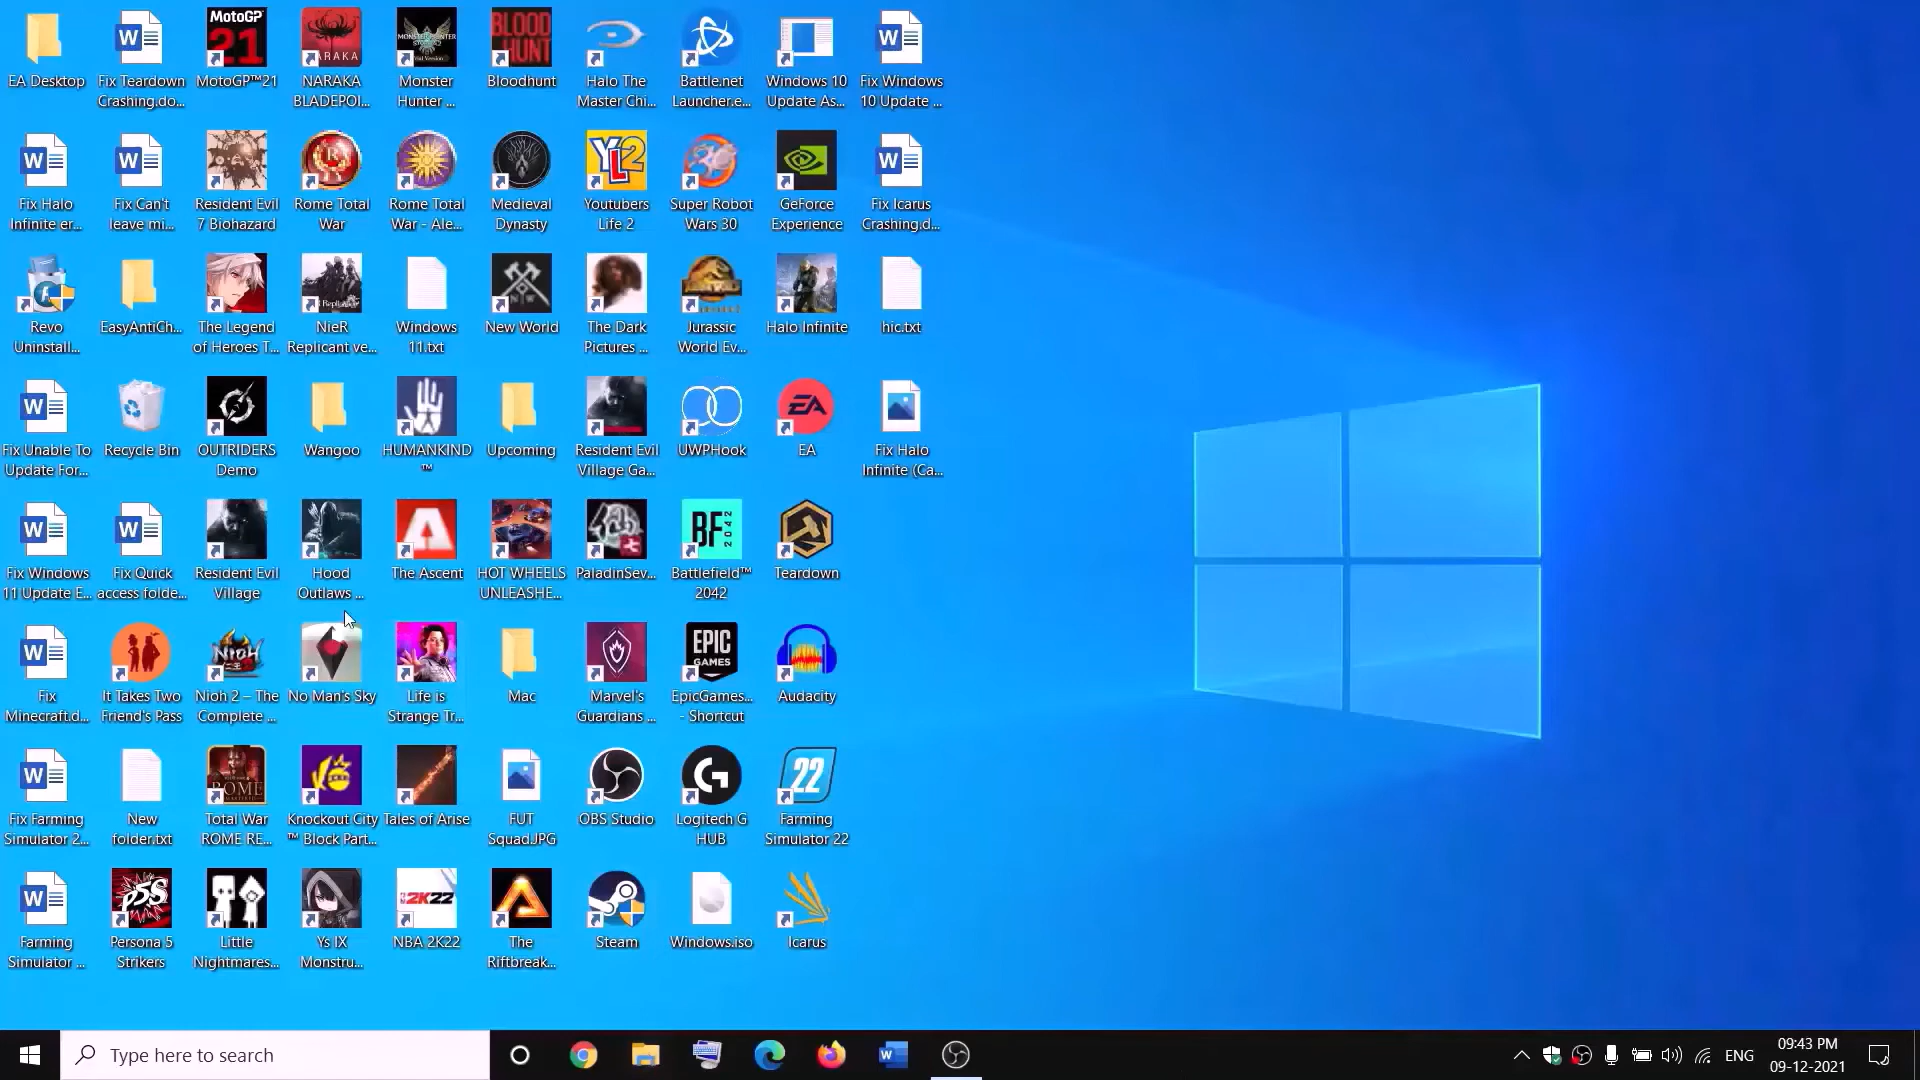 EA Desktop
Fix Teardown
Crashing.do...
MotoGP™21
NARAKA
BLADEPOI...
Monster
Hunter ...
Bloodhunt
Halo The
Master Chi...
Battle.net
Launcher.e...
Windows 10
Update As...
Fix Windows
10 Update ...
Fix Halo
Infinite er...
Fix Can't
leave mi...
Resident Evil
7 Biohazard
Rome Total
War
Rome Total
War - Ale...
Medieval
Dynasty
Youtubers
Life 2
Super Robot
Wars 30
GeForce
Experience
Fix Icarus
Crashing.d...
Revo
Uninstall...
EasyAntiCh...
The Legend
of Heroes T...
NieR
Replicant ve...
Windows
11.txt
New World
The Dark
Pictures ...
Jurassic
World Ev...
Halo Infinite
hic.txt
Fix Unable To
Update For...
Recycle Bin
OUTRIDERS
Demo
Wangoo
HUMANKIND
™
Upcoming
Resident Evil
Village Ga...
UWPHook
EA
Fix Halo
Infinite (Ca...
Fix Windows
11 Update E...
Fix Quick
access folde...
Resident Evil
Village
Hood
Outlaws ...
The Ascent
HOT WHEELS
UNLEASHE...
PaladinSev...
Battlefield™
2042
Teardown
Fix
Minecraft.d...
It Takes Two
Friend's Pass
Nioh 2 – The
Complete ...
No Man's Sky
Life is
Strange Tr...
Mac
Marvel's
Guardians ...
EpicGames...
- Shortcut
Audacity
Fix Farming
Simulator 2...
New
folder.txt
Total War
ROME RE...
Knockout City
™ Block Part...
Tales of Arise
FUT
Squad.JPG
OBS Studio
Logitech G
HUB
Farming
Simulator 22
Farming
Simulator ...
Persona 5
Strikers
Little
Nightmares...
Ys IX
Monstru...
NBA 2K22
The
Riftbreak...
Steam
Windows.iso
Icarus
Type here to search
ENG
09:43 PM
09-12-2021